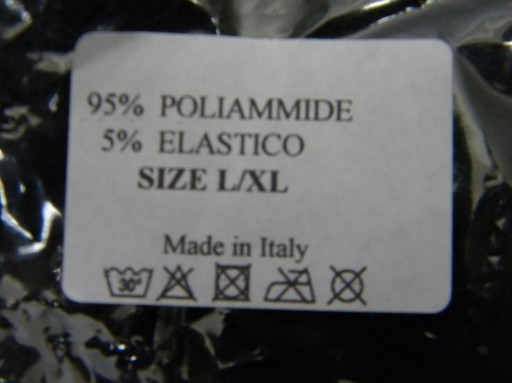 95% POLIAMMIDE
5% ELASTICO
SIZE L/XL
Made in Italy
30°